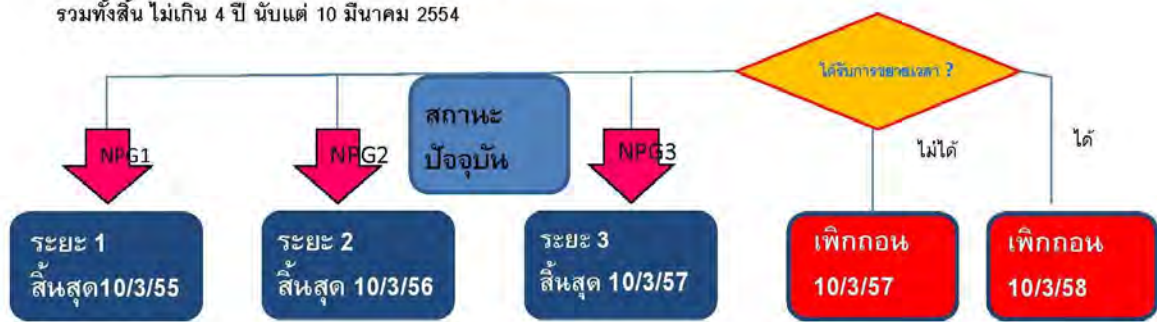 รวมทั้งสิ้น ไม่เกิน 4 ปี นับแต่ 10 มีนาคม 2554
ได้รับการขยายเวลา ?
สถานะ
ปัจจุบัน
NPG1
NPG2
NPG3
ไม่ได้
ได้
ระยะ 1
สิ้นสุด10/3/55
ระยะ 2
สิ้นสุด 10/3/56
ระยะ 3
สิ้นสุด 10/3/57
เพิกถอน
10/3/57
เพิกถอน
10/3/58